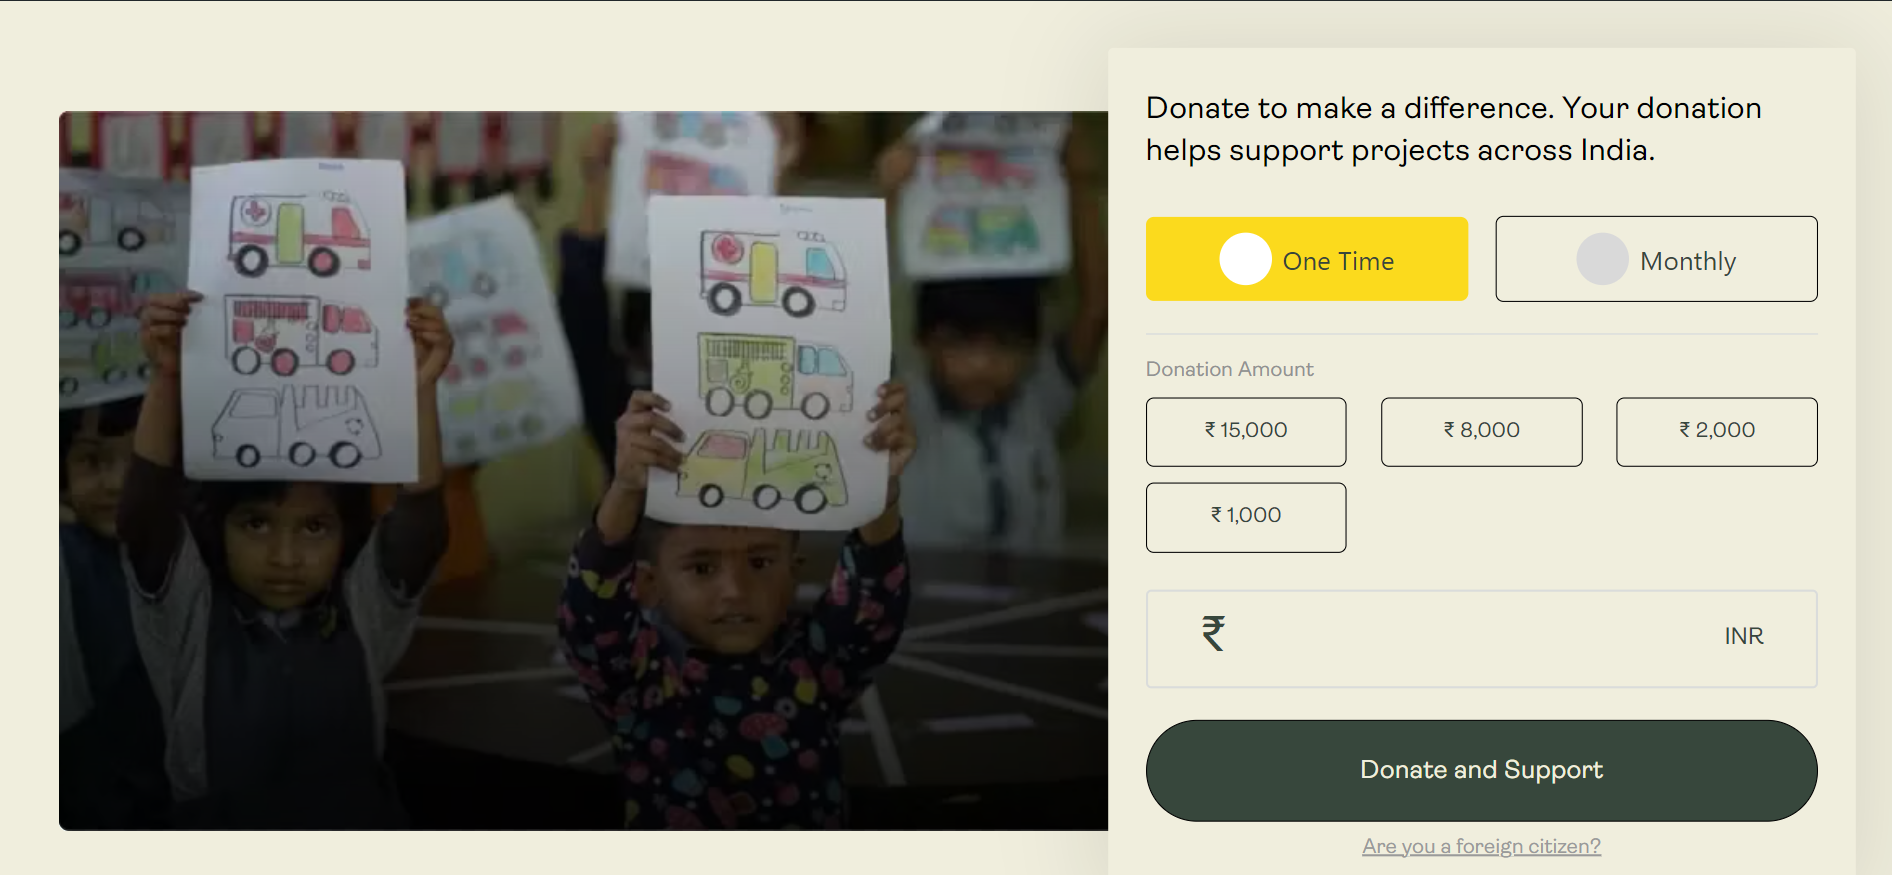 Donate to make a difference. Your donation
helps support projects across India.
One Time
Monthly
Donation Amount
₹ 15,000
₹ 8,000
₹ 2,000
₹ 1,000
₹
INR
Donate and Support
Are you a foreign citizen?